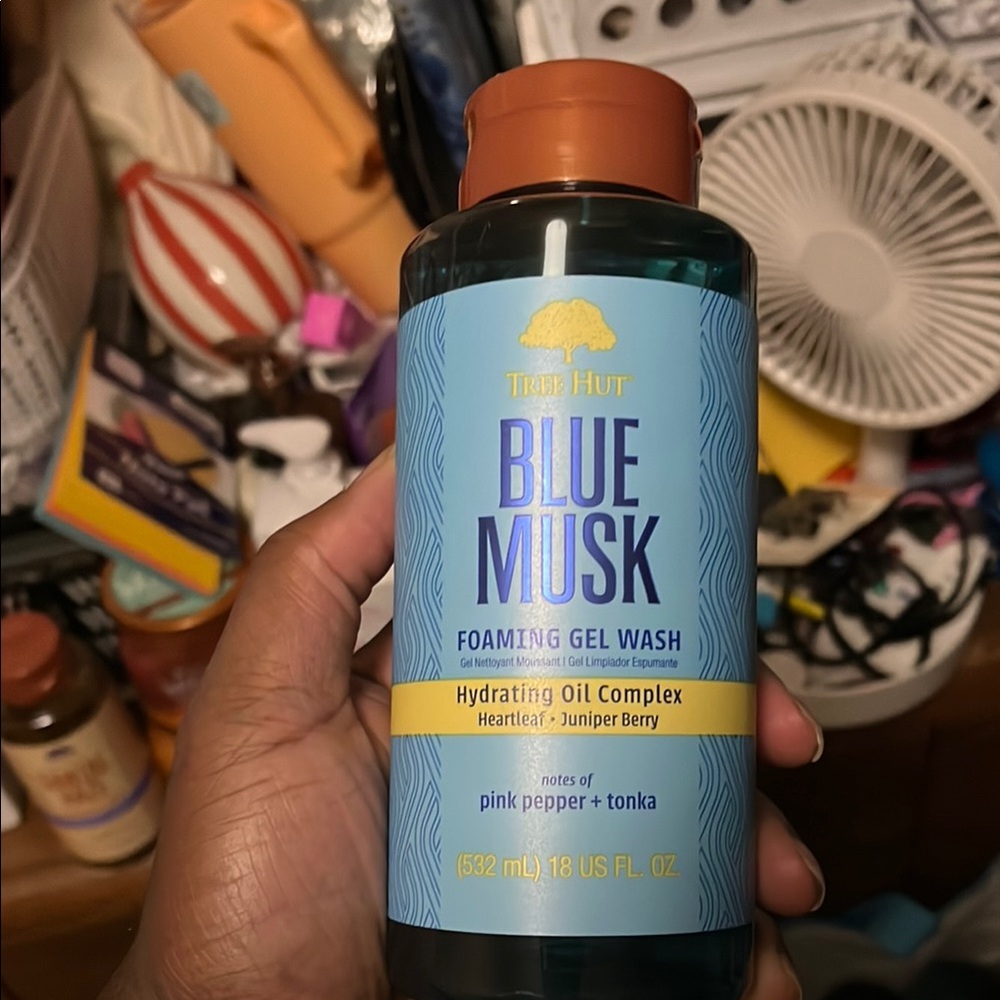 TREE HUT
BLUE
MUSK
FOAMING GEL WASH
Gel Nettoyant Moussant | Gel Limpiador Espumante
Hydrating Oil Complex
Heartleaf • Juniper Berry
notes of
pink pepper + tonka
(532 mL) 18 US FL. OZ.